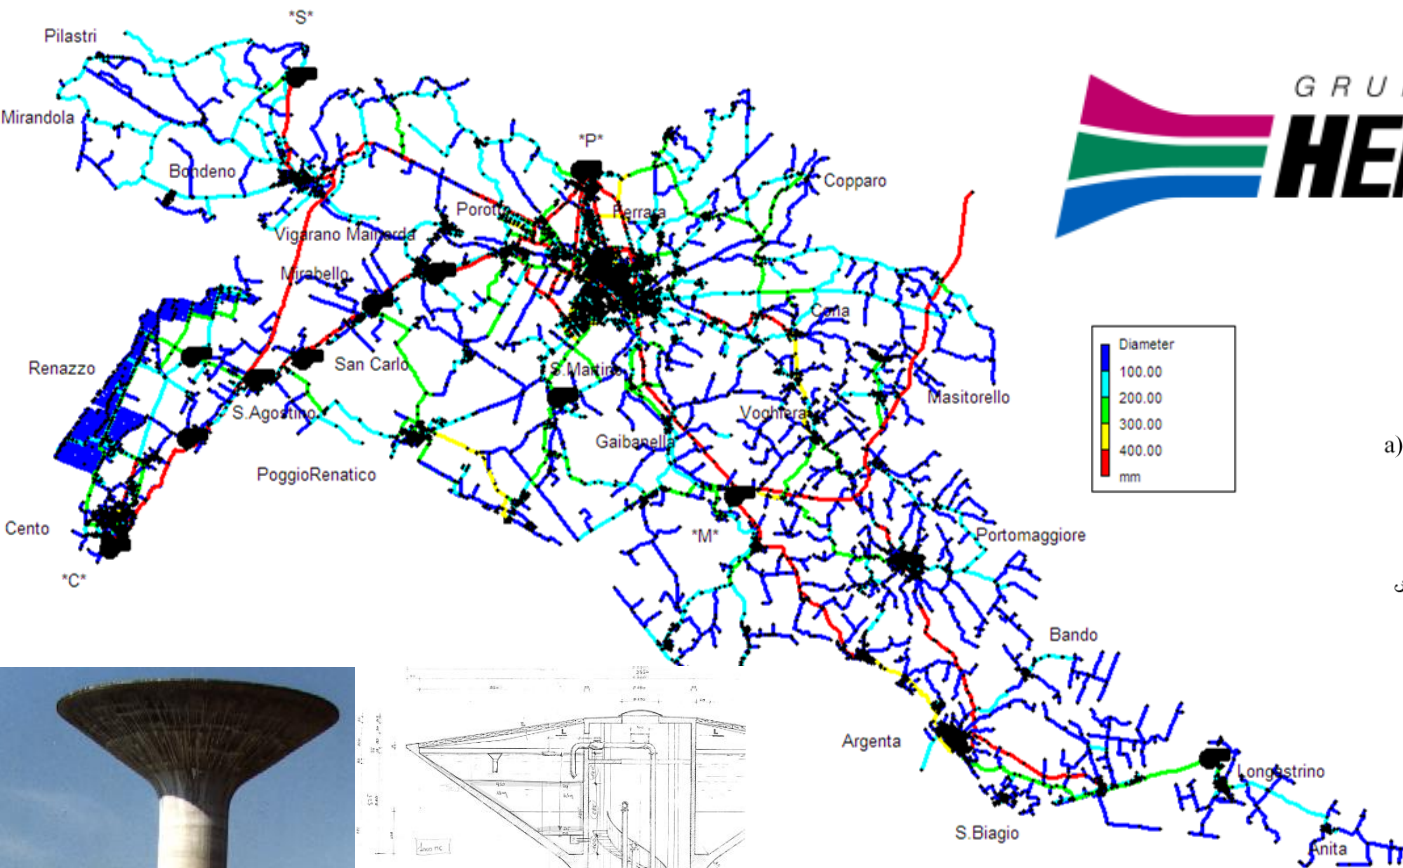 *S*
Pilastri
Mirandola
Bondeno
*P*
Copparo
Porotto
Ferrara
Vigarano Mainarda
Mirabello
Cona
Renazzo
San Carlo
S.Martino
S.Agostino
Voghiera
Masitorello
Gaibanella
PoggioRenatico
Cento
*M*
Portomaggiore
*C*
Bando
Argenta
Longastrino
S.Biagio
Anita
GRU
HE
Diameter
100.00
200.00
300.00
400.00
mm
a)